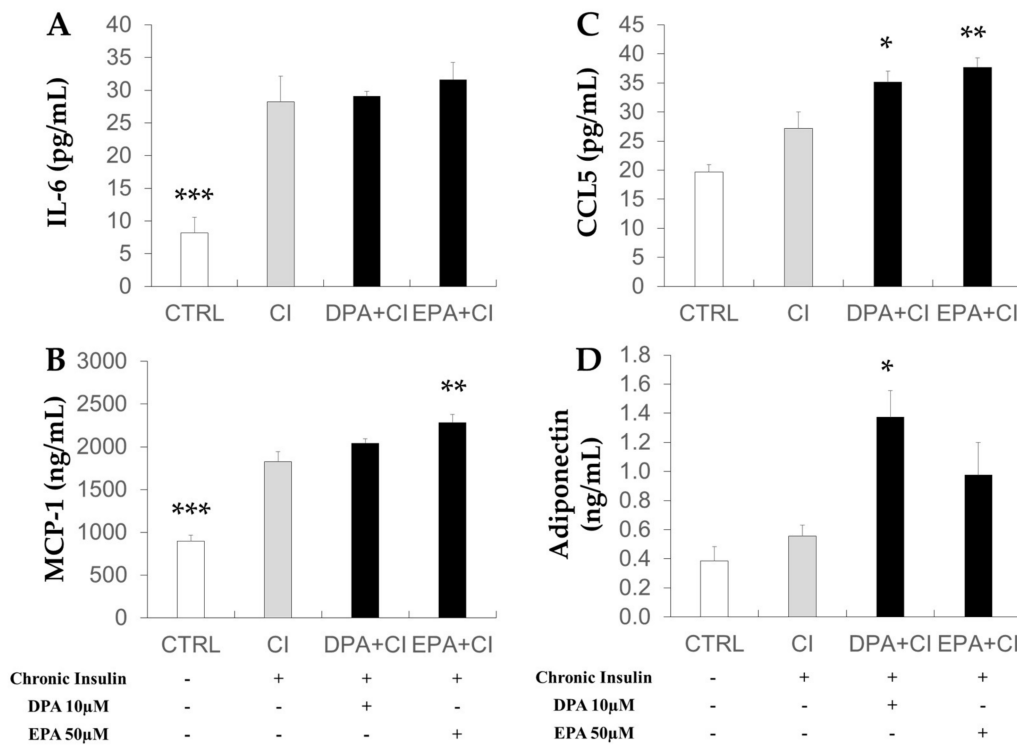 A
IL-6 (pg/mL)
40
35
30
25
20
15
10
5
0
***
CTRL CI DPA+CI EPA+CI
B
MCP-1 (ng/mL)
3000
2500
2000
1500
1000
500
0
***
**
CTRL CI DPA+CI EPA+CI
Chronic Insulin - + + +
DPA 10μM - - + -
EPA 50μM - - - +
C
CCL5 (pg/mL)
45
40
35
30
25
20
15
10
5
0
*
**
CTRL CI DPA+CI EPA+CI
D
Adiponectin
(ng/mL)
1.8
1.6
1.4
1.2
1.0
0.8
0.6
0.4
0.2
0.0
*
CTRL CI DPA+CI EPA+CI
Chronic Insulin - + + +
DPA 10μM - - + -
EPA 50μM - - - +